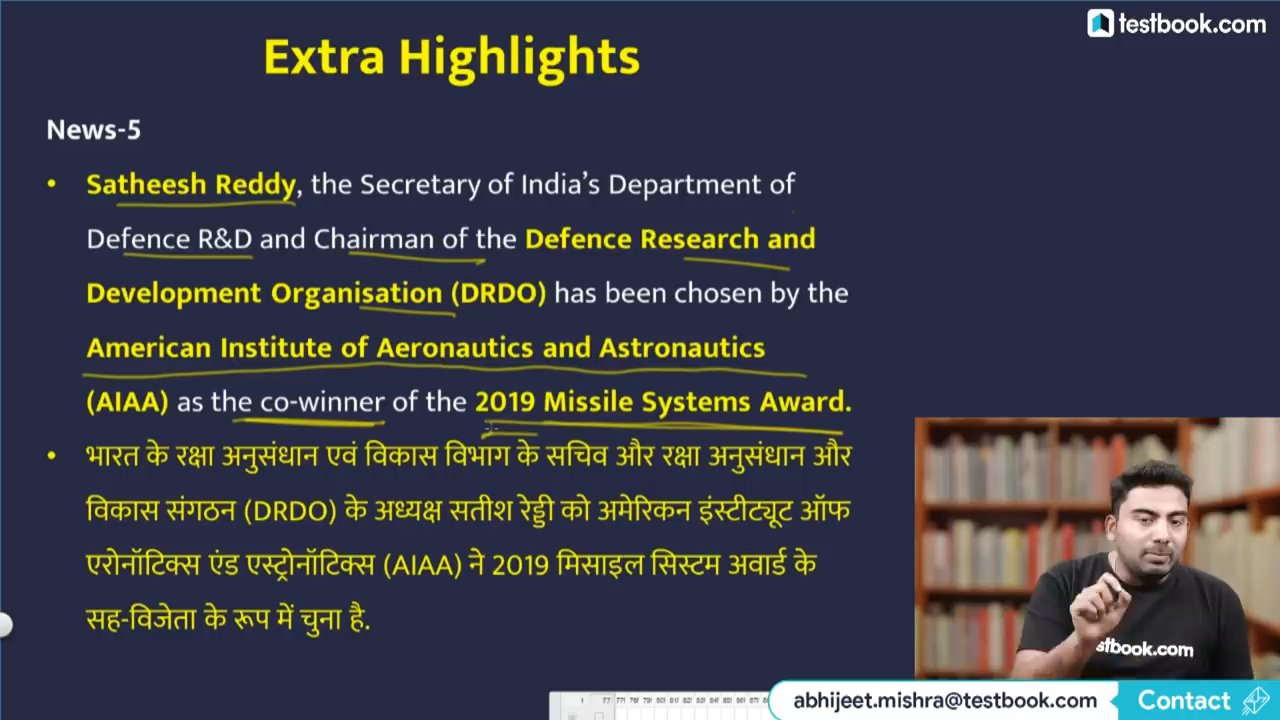 testbook.com
Extra Highlights
News-5
• Satheesh Reddy, the Secretary of India's Department of
Defence R&D and Chairman of the Defence Research and
Development Organisation (DRDO) has been chosen by the
American Institute of Aeronautics and Astronautics
(AIAA) as the co-winner of the 2019 Missile Systems Award.
• भारत के रक्षा अनुसंधान एवं विकास विभाग के सचिव और रक्षा अनुसंधान और
विकास संगठन (DRDO) के अध्यक्ष सतीश रेड्डी को अमेरिकन इंस्टीट्यूट ऑफ
एरोनॉटिक्स एंड एस्ट्रोनॉटिक्स (AIAA) ने 2019 मिसाइल सिस्टम अवार्ड के
सह-विजेता के रूप में चुना है.
stbook.com
abhijeet.mishra@testbook.com Contact